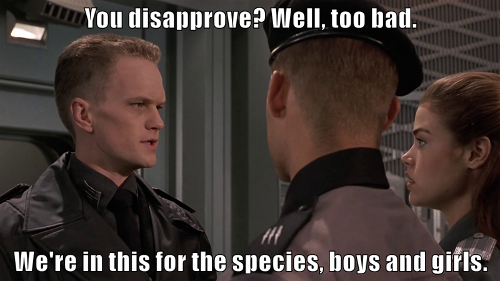 You disapprove? Well, too bad.
We're in this for the species, boys and girls.